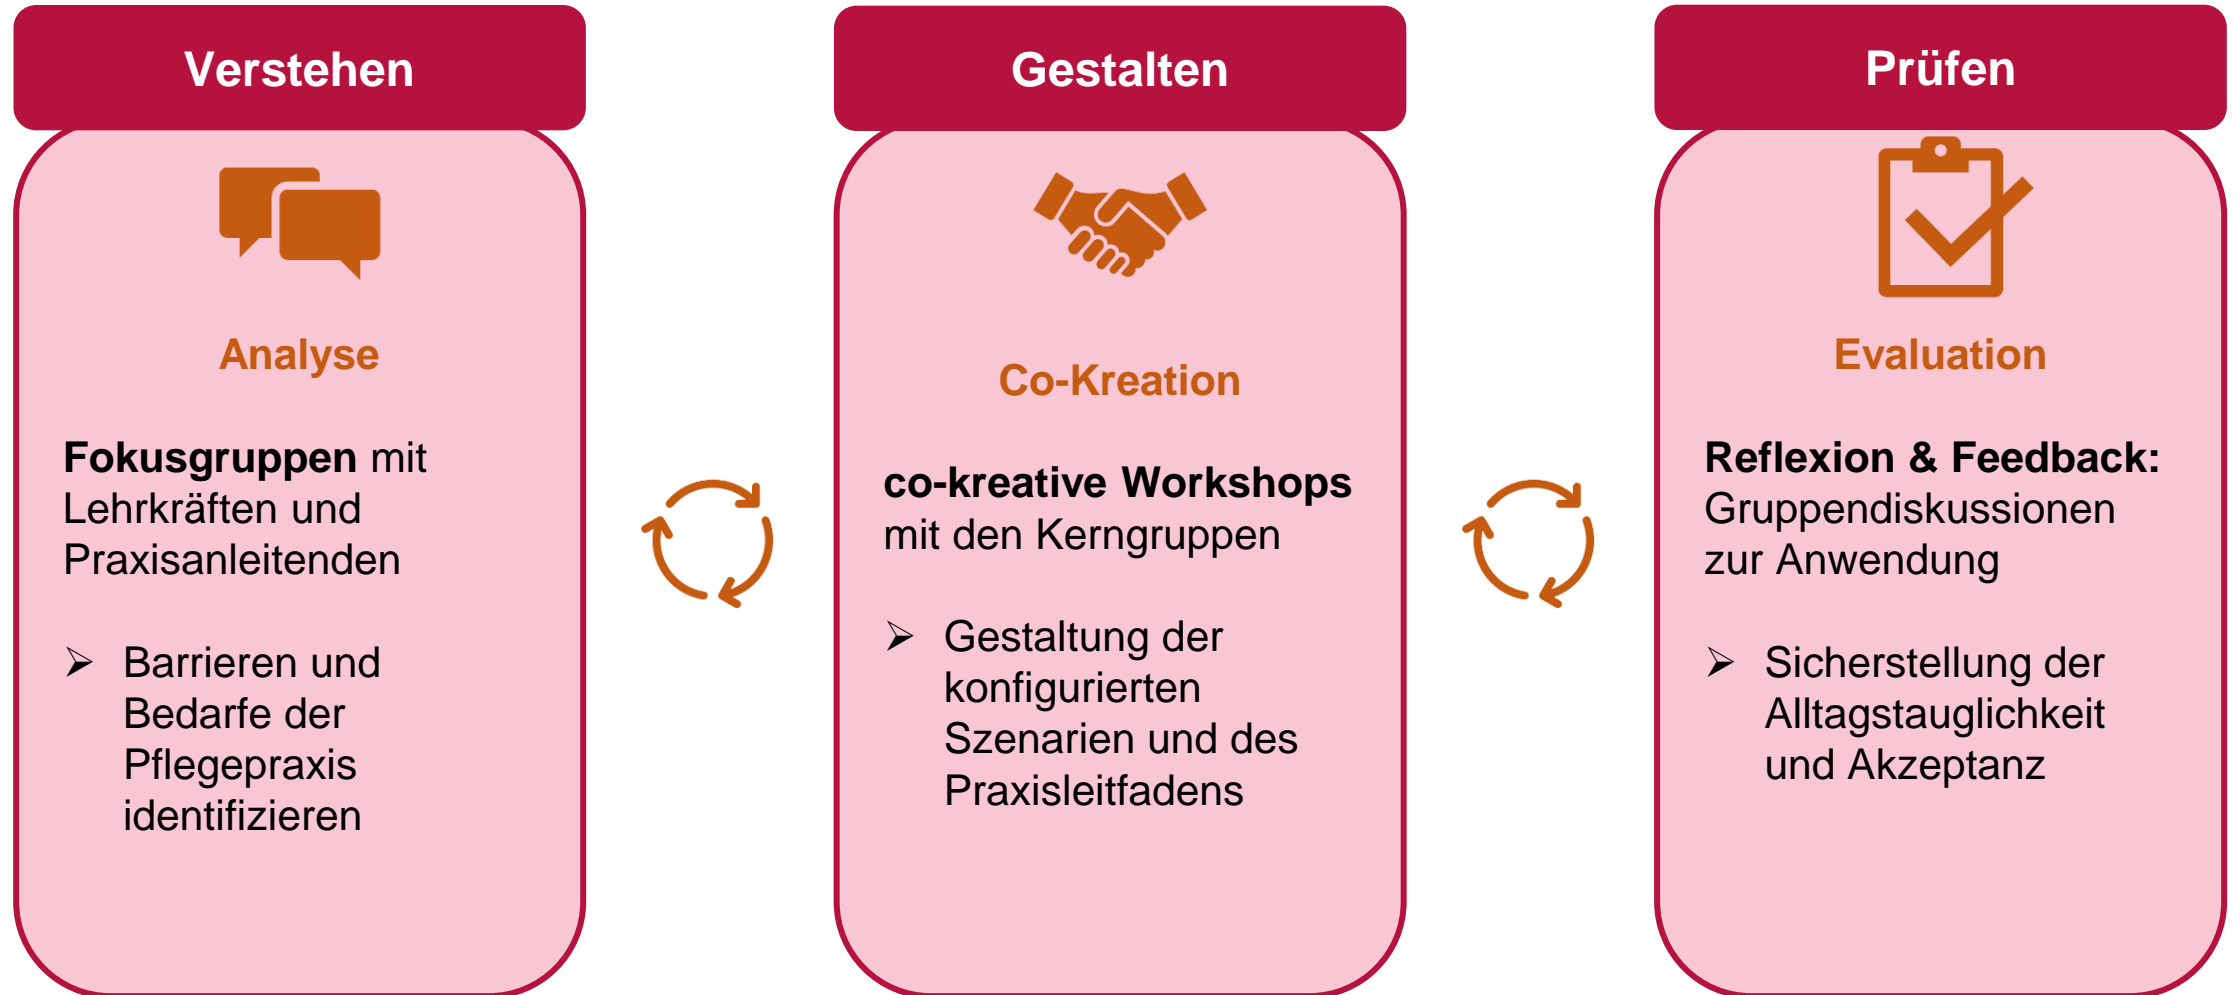 Verstehen
Analyse
Fokusgruppen mit
Lehrkräften und
Praxisanleitenden
➢ Barrieren und
Bedarfe der
Pflegepraxis
identifizieren
Gestalten
Co-Kreation
co-kreative Workshops
mit den Kerngruppen
➢ Gestaltung der
konfigurierten
Szenarien und des
Praxisleitfadens
Prüfen
Evaluation
Reflexion & Feedback:
Gruppendiskussionen
zur Anwendung
➢ Sicherstellung der
Alltagstauglichkeit
und Akzeptanz